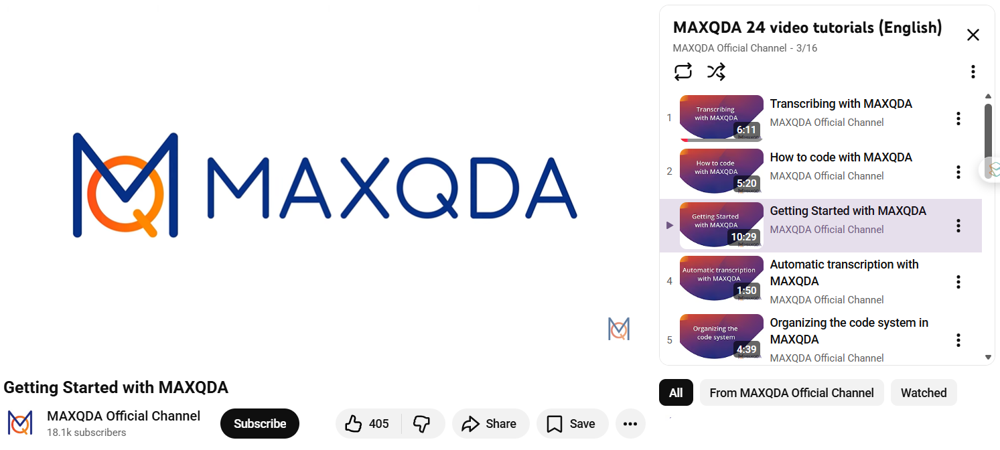 MAXQDA
Getting Started with MAXQDA
MAXQDA Official Channel
18.1k subscribers
Subscribe
405
Share
Save
MAXQDA 24 video tutorials (English)
MAXQDA Official Channel - 3/16
1
Transcribing
with MAXQDA
6:11
MAXQDA
Transcribing with MAXQDA
MAXQDA Official Channel
2
How to code
with MAXQDA
5:20
MAXQDA
How to code with MAXQDA
MAXQDA Official Channel
Getting Started
with MAXQDA
10:29
MAXQDA
Getting Started with MAXQDA
MAXQDA Official Channel
4
Automatic transcription
with MAXQDA
1:50
MAXQDA
Automatic transcription with
MAXQDA
MAXQDA Official Channel
5
Organizing the
code system
4:39
MAXQDA
Organizing the code system in
MAXQDA
MAXQDA Official Channel
All
From MAXQDA Official Channel
Watched